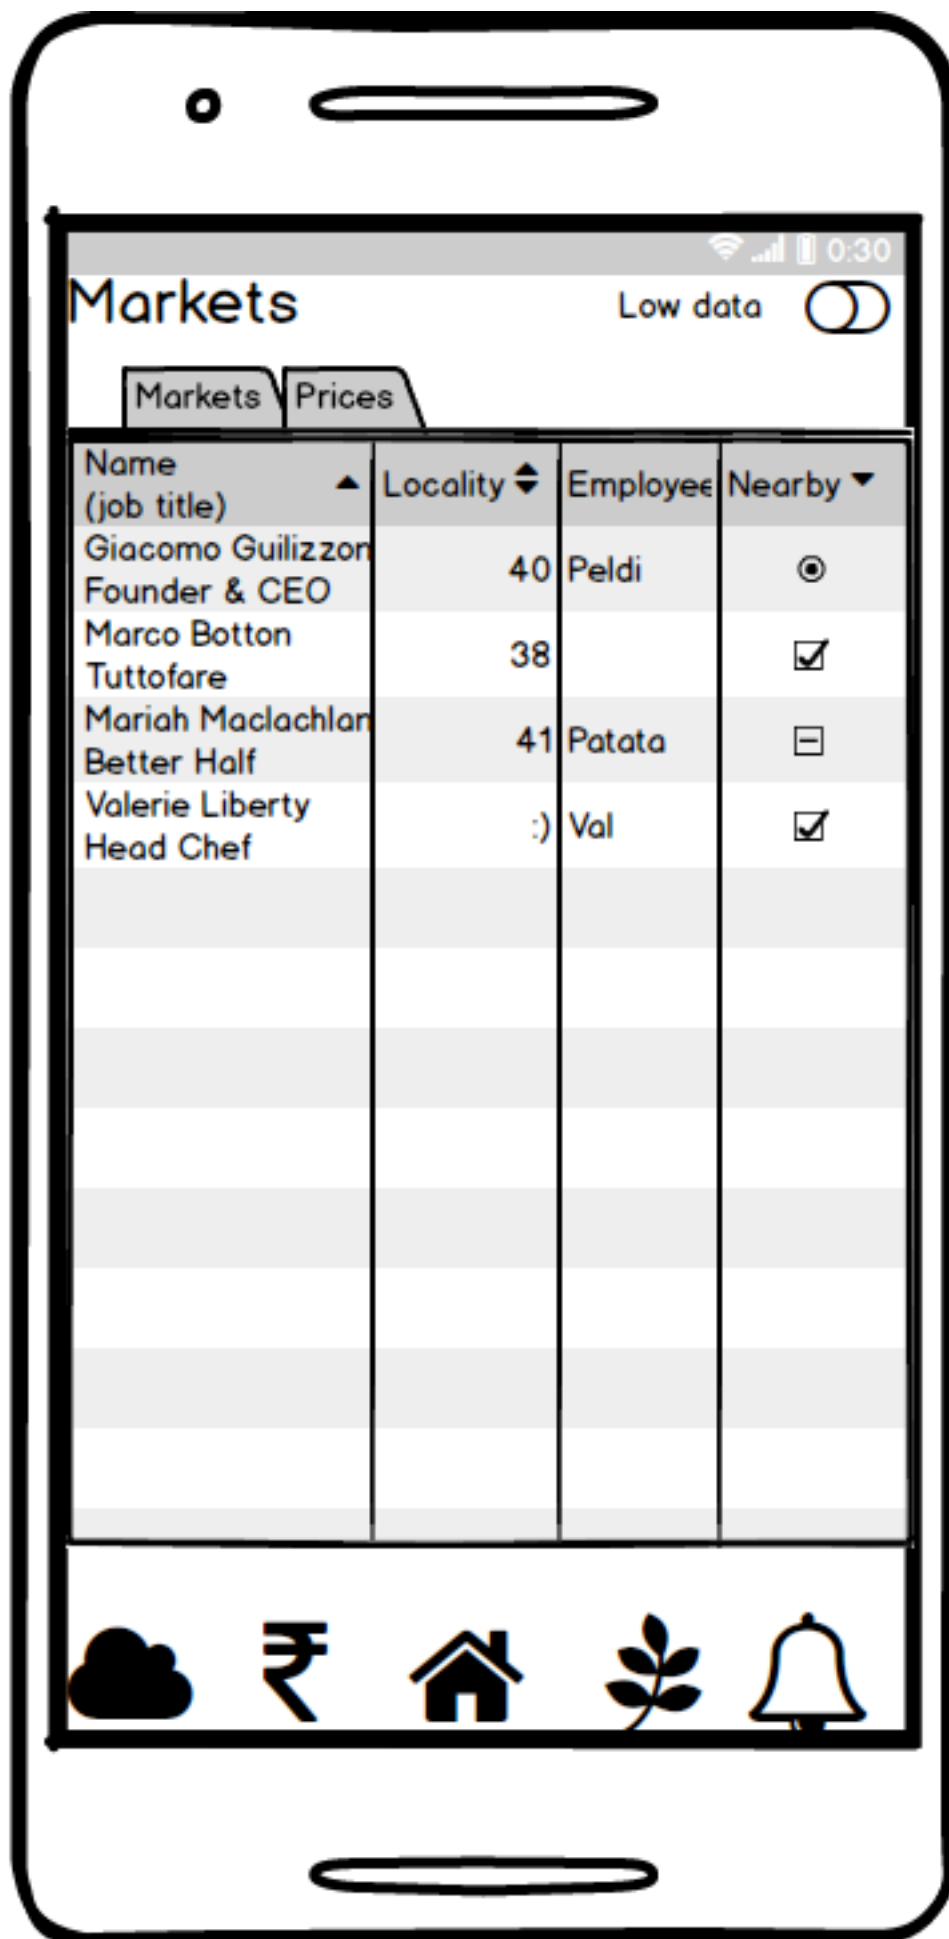 0:30
Markets
Low data
Markets Prices
Name
(job title)
Locality
Employee
Nearby
Giacomo Guilizzon
Founder & CEO
40
Peldi
Marco Botton
Tuttofare
38
Mariah Maclachlan
Better Half
41
Patata
Valerie Liberty
Head Chef
:)
Val
₹